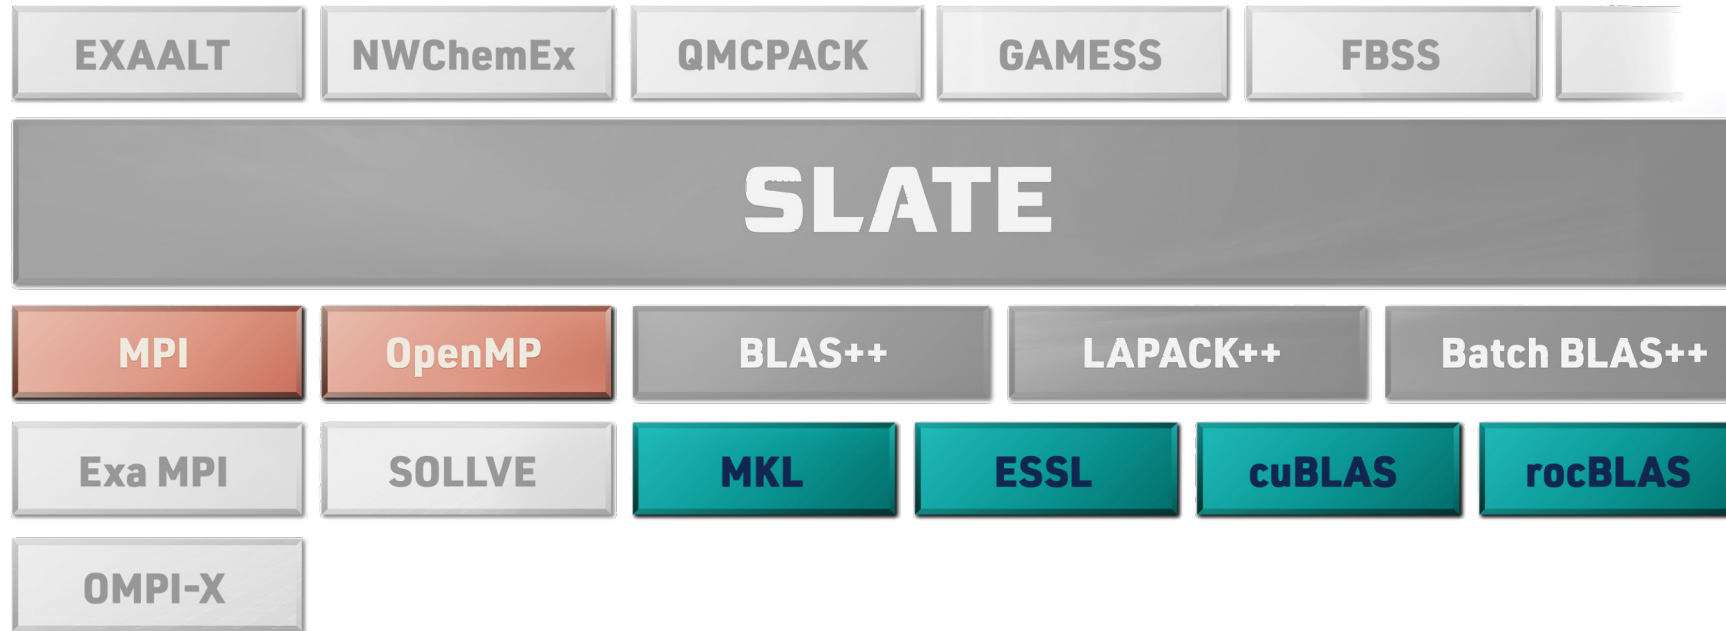 EXAALT NWChemEx QMCPACK GAMESS FBSS
SLATE
MPI OpenMP BLAS++ LAPACK++ Batch BLAS++
Exa MPI SOLLVE MKL ESSL cuBLAS rocBLAS
OMPI-X